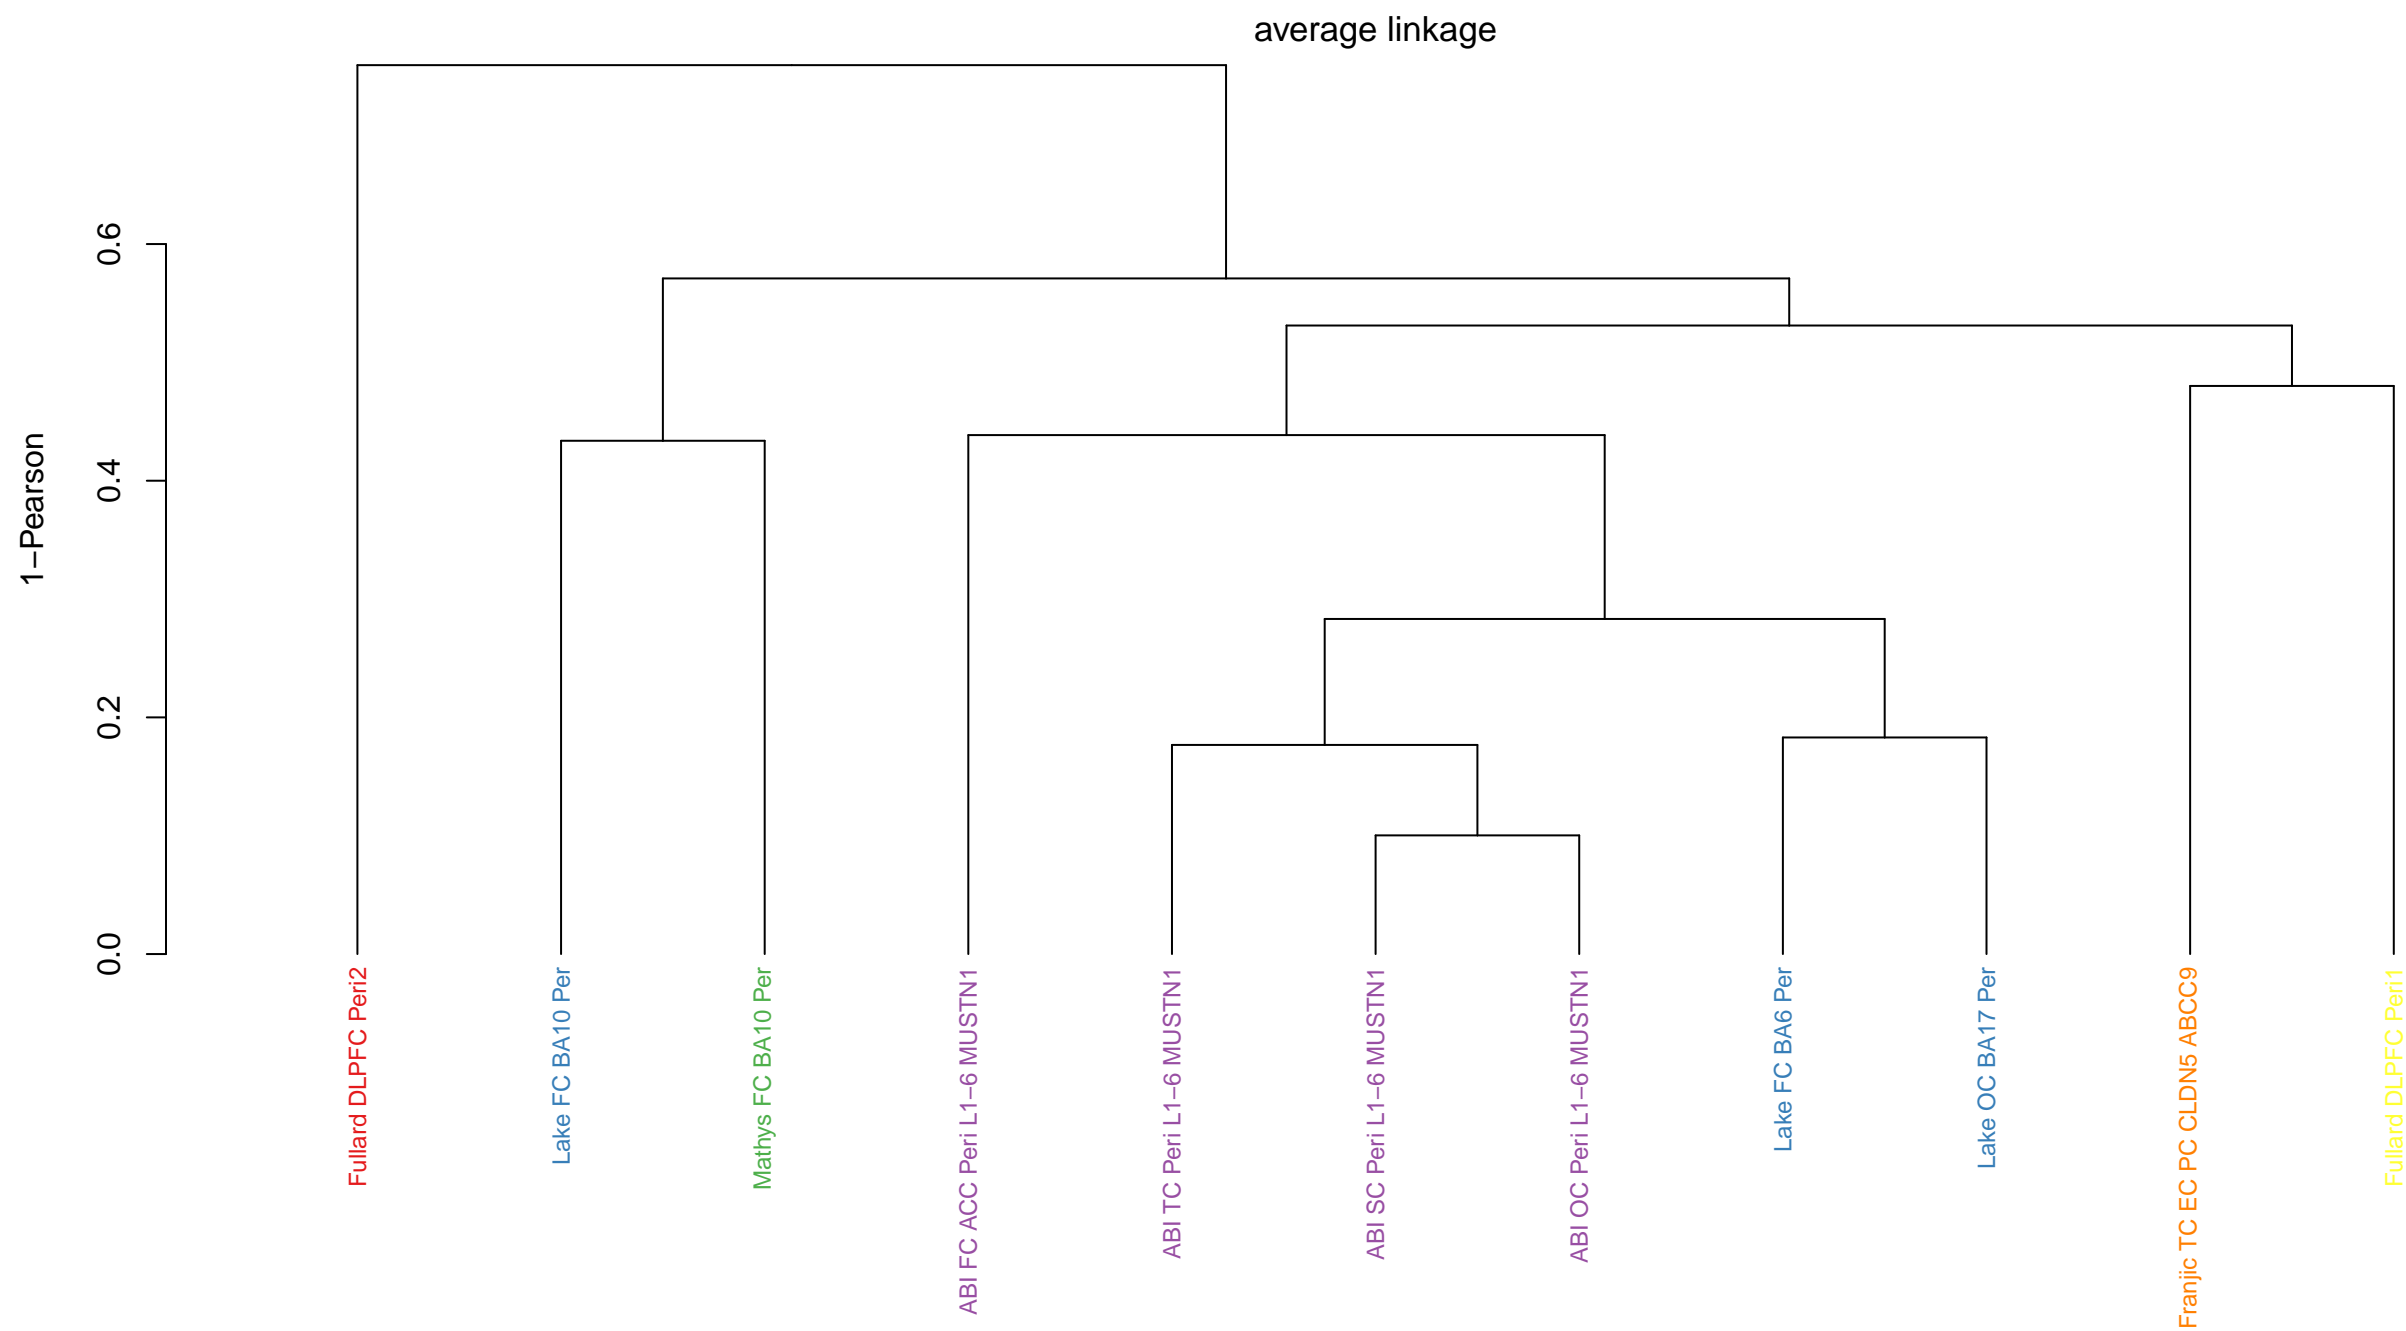 average linkage
1−Pearson
0.6
0.4
0.2
0.0
Fullard DLPFC Peri2
Lake FC BA10 Per
Mathys FC BA10 Per
ABI FC ACC Peri L1−6 MUSTN1
ABI TC Peri L1−6 MUSTN1
ABI SC Peri L1−6 MUSTN1
ABI OC Peri L1−6 MUSTN1
Lake FC BA6 Per
Lake OC BA17 Per
Franjic TC EC PC CLDN5 ABCC9
Fullard DLPFC Peri1